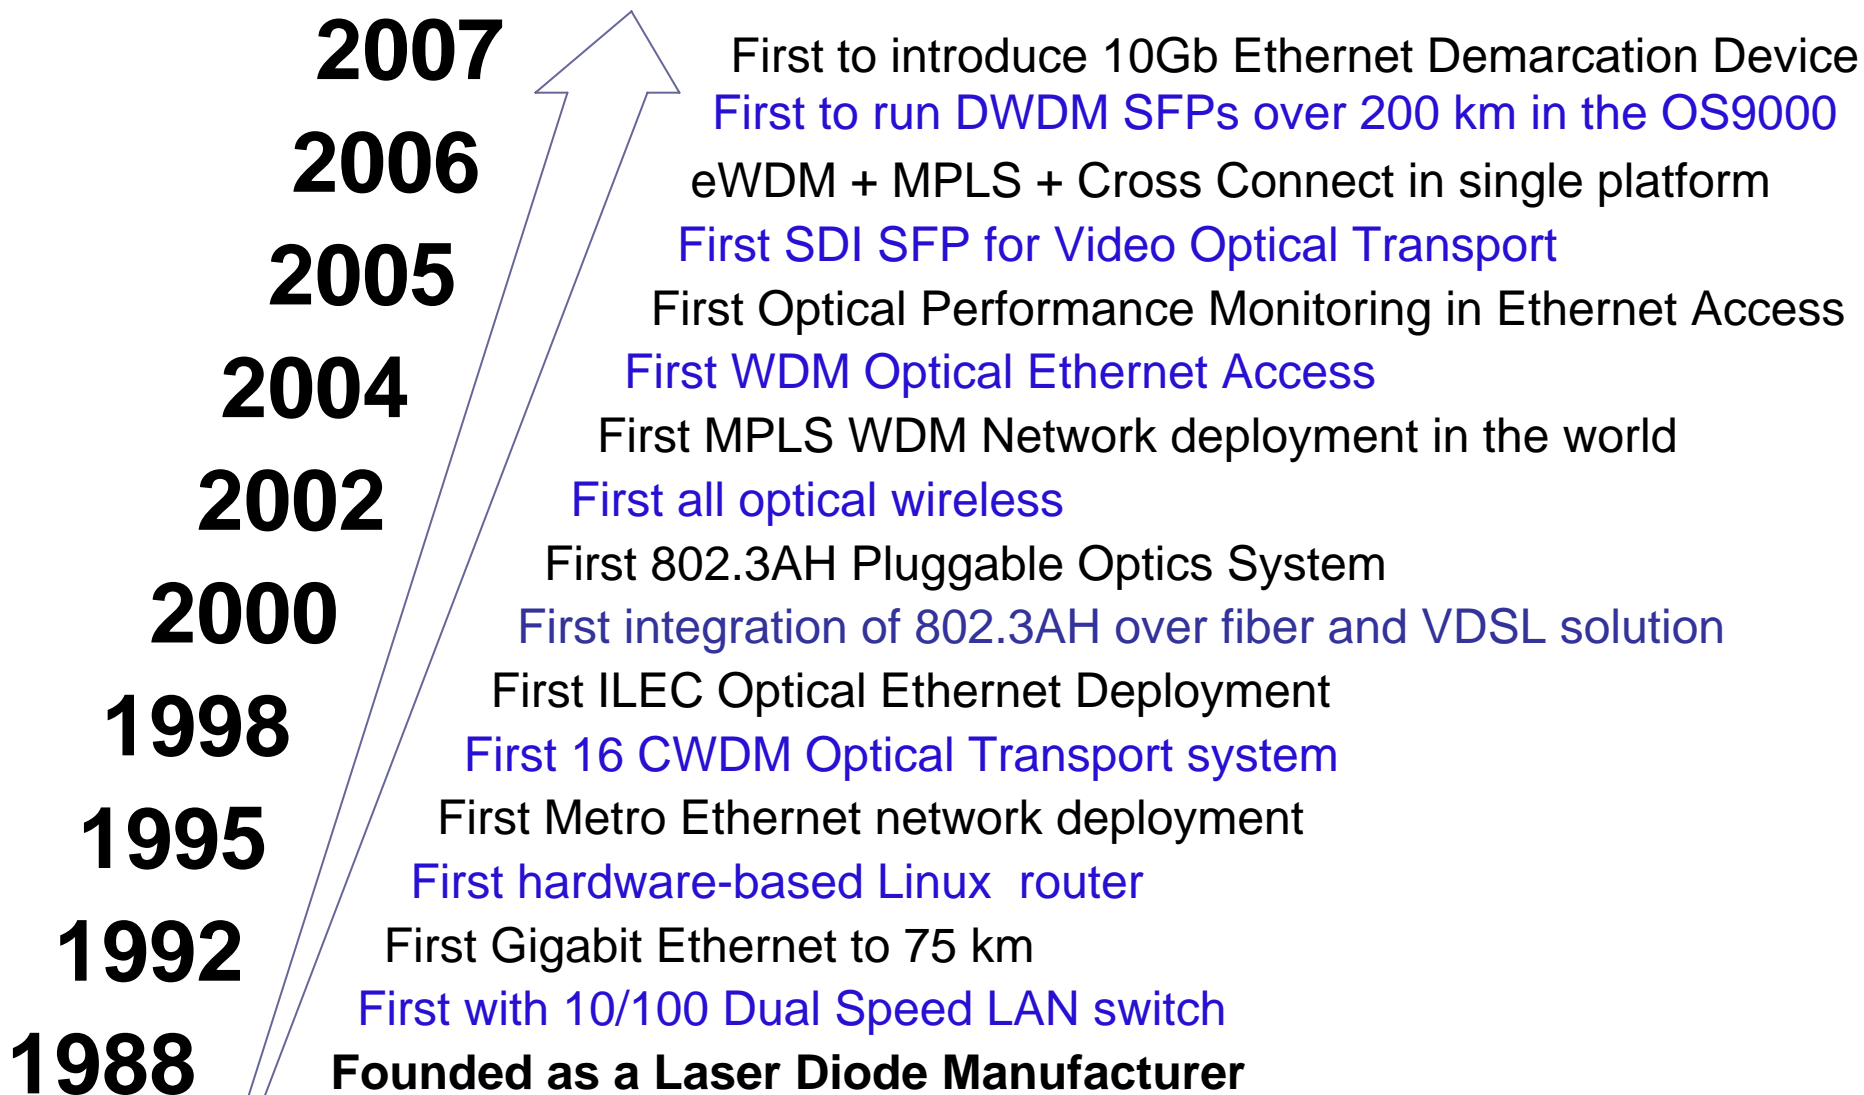 2007
First to introduce 10Gb Ethernet Demarcation Device
First to run DWDM SFPs over 200 km in the OS9000
2006
eWDM + MPLS + Cross Connect in single platform
First SDI SFP for Video Optical Transport
2005
First Optical Performance Monitoring in Ethernet Access
First WDM Optical Ethernet Access
2004
First MPLS WDM Network deployment in the world
2002
First all optical wireless
First 802.3AH Pluggable Optics System
2000
First integration of 802.3AH over fiber and VDSL solution
First ILEC Optical Ethernet Deployment
1998
First 16 CWDM Optical Transport system
First Metro Ethernet network deployment
1995
First hardware-based Linux  router
1992
First Gigabit Ethernet to 75 km
First with 10/100 Dual Speed LAN switch
1988
Founded as a Laser Diode Manufacturer